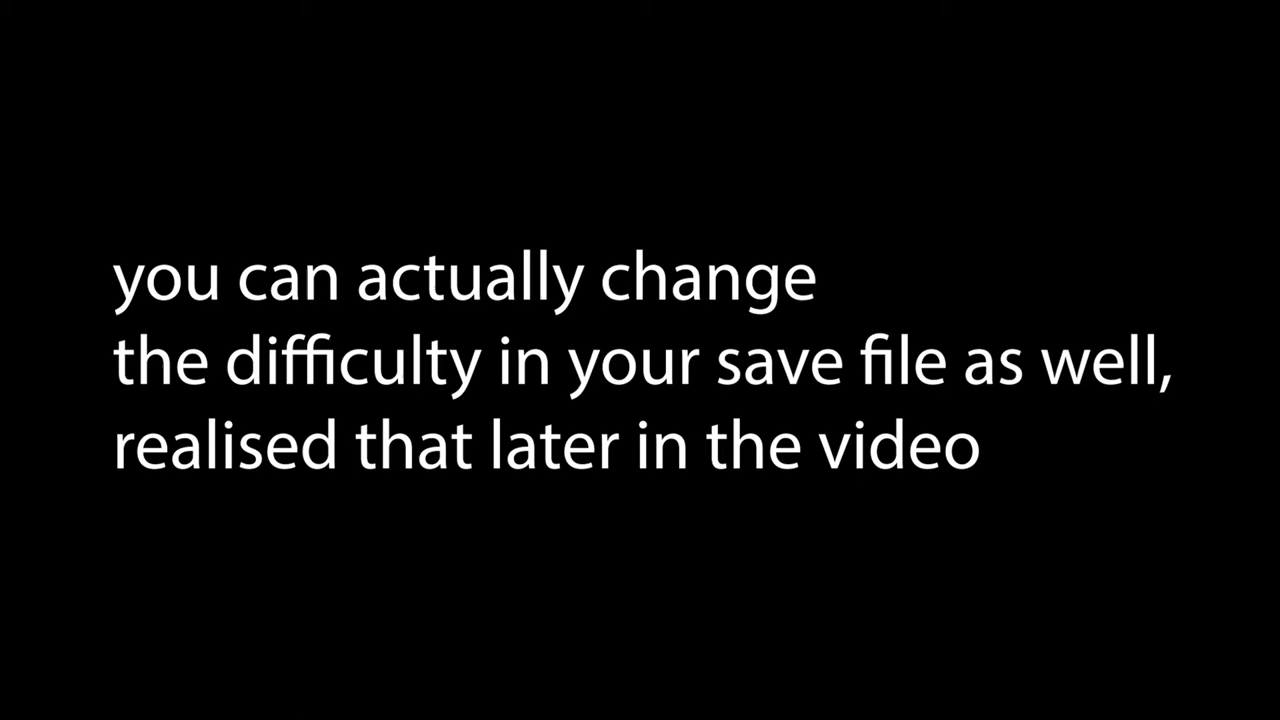 you can actually change
the difficulty in your save file as well,
realised that later in the video